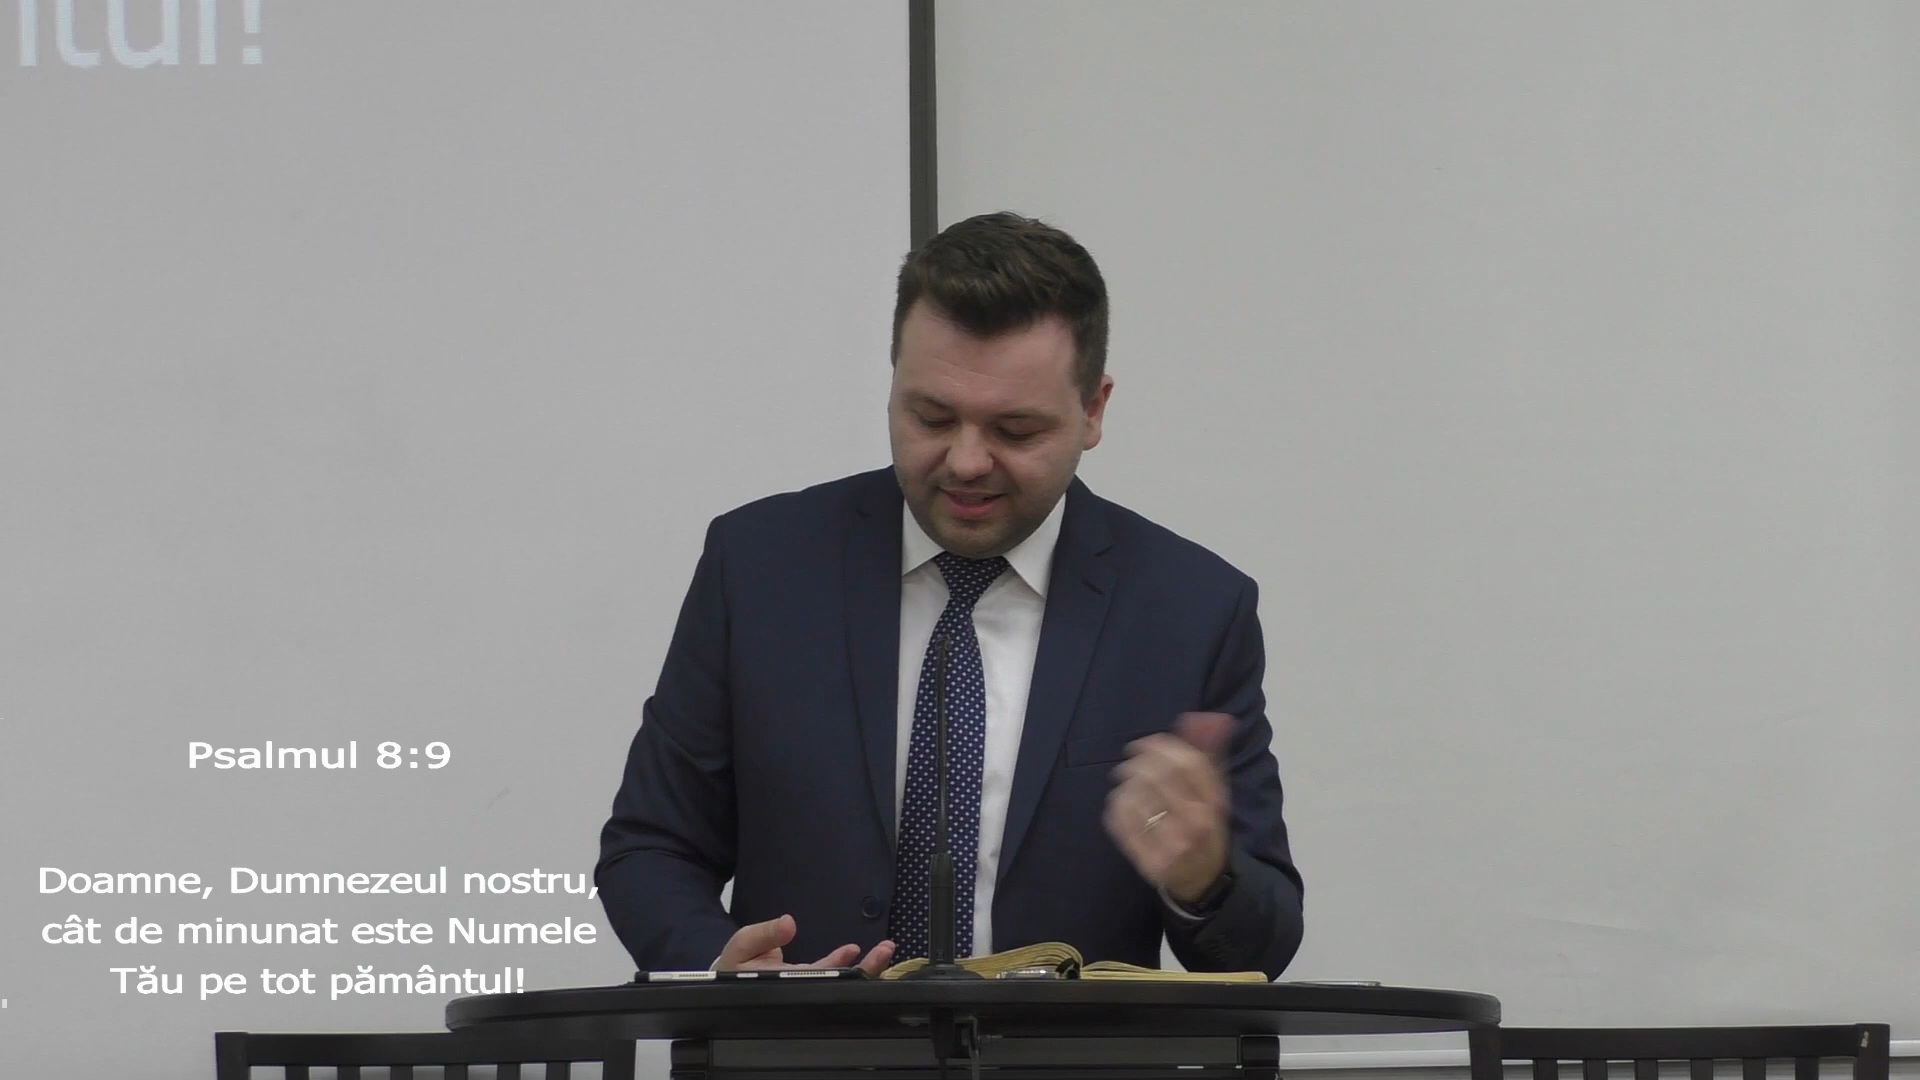 Psalmul 8:9
Doamne, Dumnezeul nostru,
cât de minunat este Numele
Tău pe tot pământul!